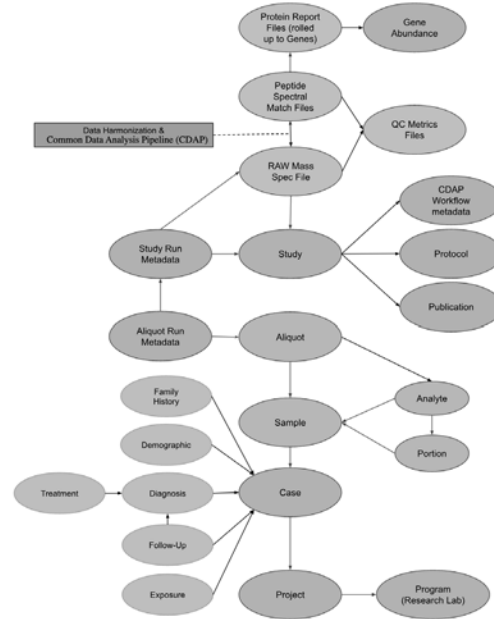 Protein Report
Files (rolled
up to Genes)
Gene
Abundance
Peptide
Spectral
Match Files
Data Harmonization &
Common Data Analysis Pipeline (CDAP)
QC Metrics
Files
RAW Mass
Spec File
CDAP
Workflow
metadata
Study Run
Metadata
Study
Protocol
Publication
Aliquot Run
Metadata
Aliquot
Family
History
Analyte
Sample
Demographic
Portion
Treatment
Diagnosis
Case
Follow-Up
Exposure
Project
Program
(Research Lab)